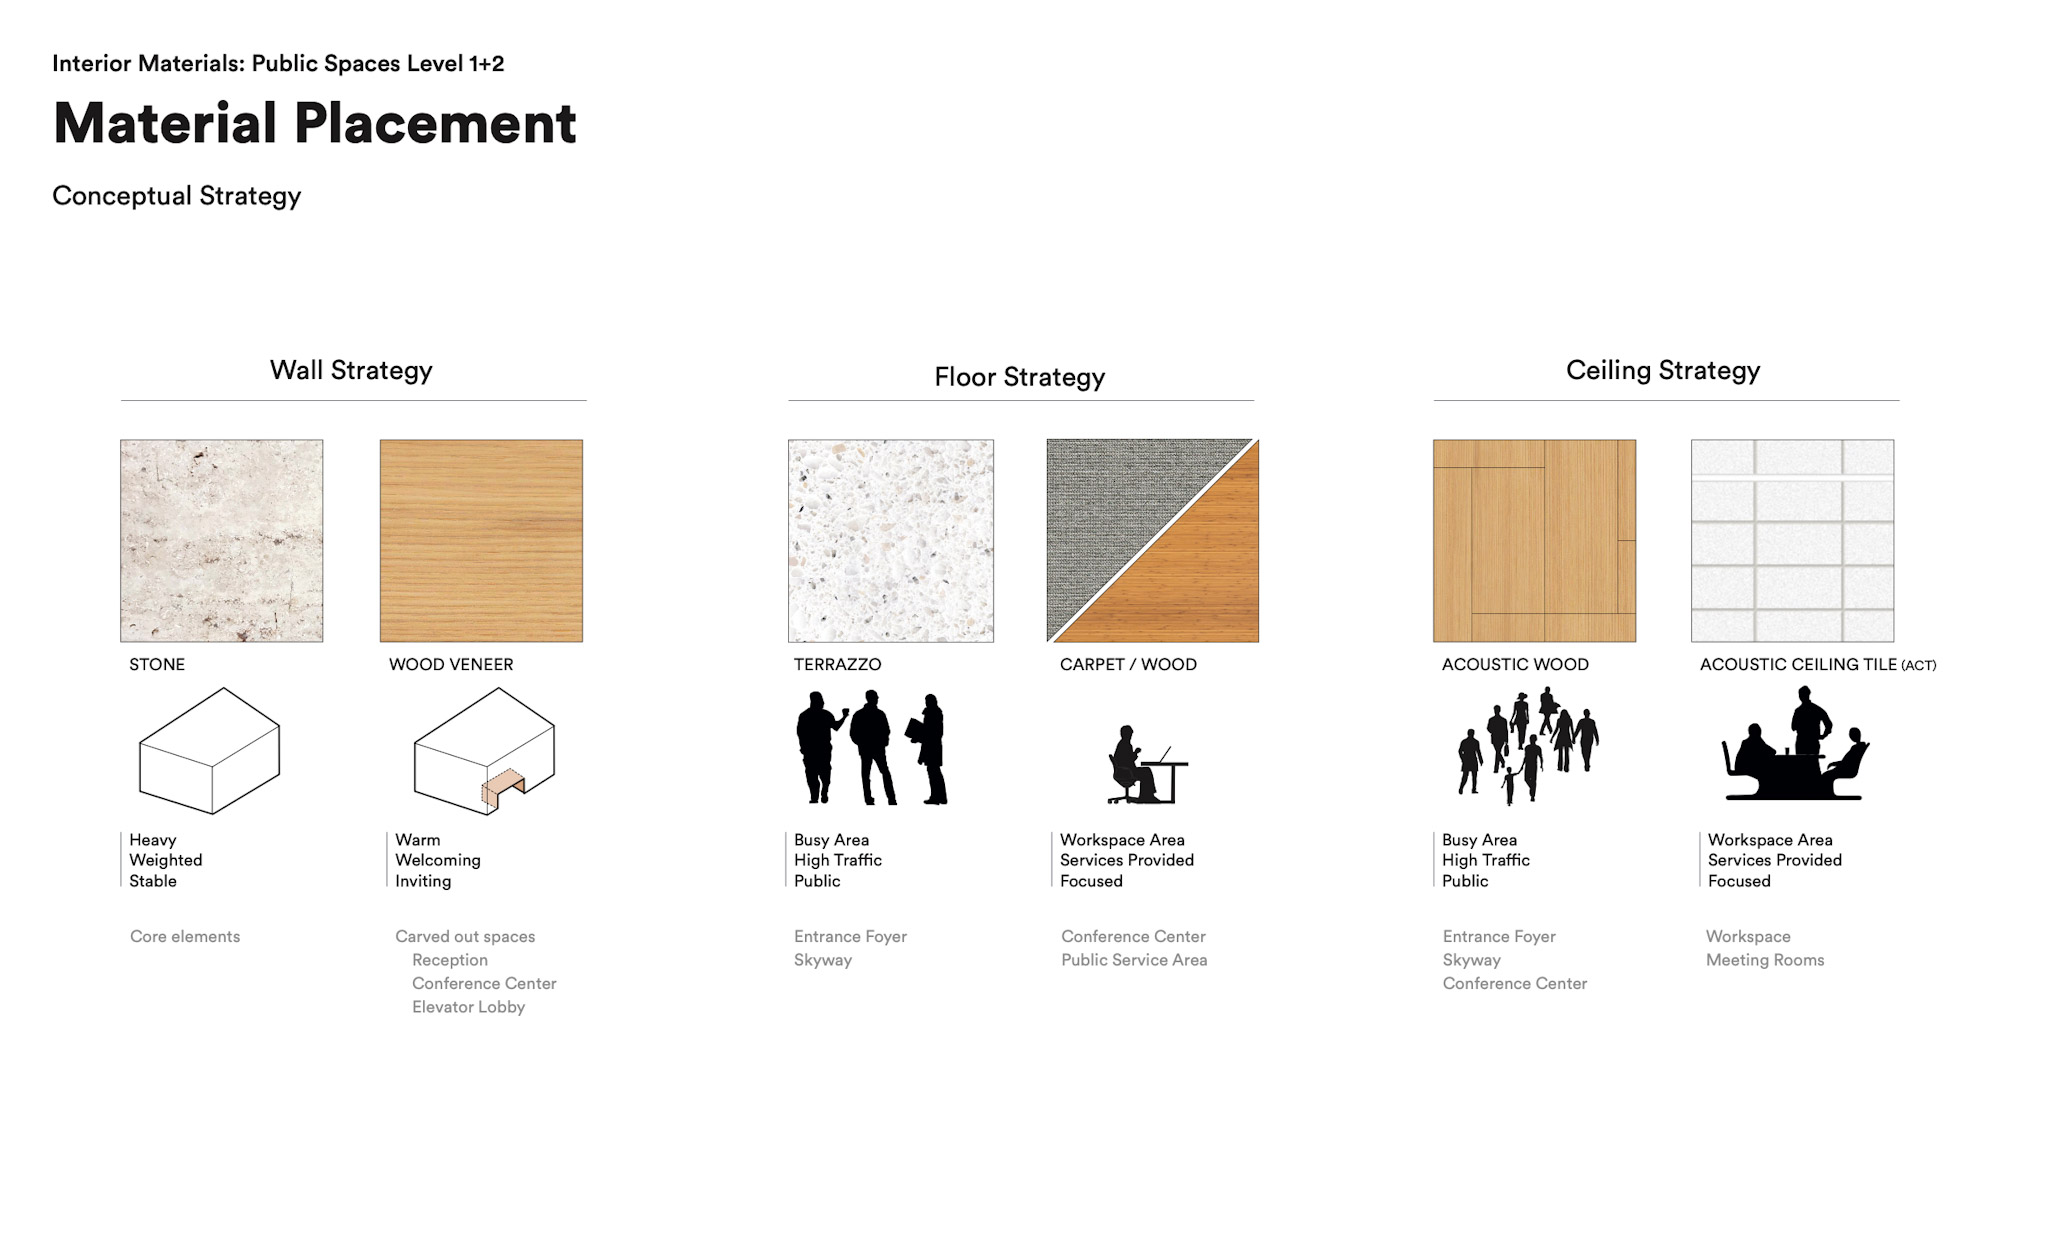 Interior Materials: Public Spaces Level 1+2
Material Placement
Conceptual Strategy
Wall Strategy
STONE
Heavy
Weighted
Stable
Core elements
WOOD VENEER
Warm
Welcoming
Inviting
Carved out spaces
Reception
Conference Center
Elevator Lobby
Floor Strategy
TERRAZZO
Busy Area
High Traffic
Public
Entrance Foyer
Skyway
CARPET / WOOD
Workspace Area
Services Provided
Focused
Conference Center
Public Service Area
Ceiling Strategy
ACOUSTIC WOOD
Busy Area
High Traffic
Public
Entrance Foyer
Skyway
Conference Center
ACOUSTIC CEILING TILE (ACT)
Workspace Area
Services Provided
Focused
Workspace
Meeting Rooms